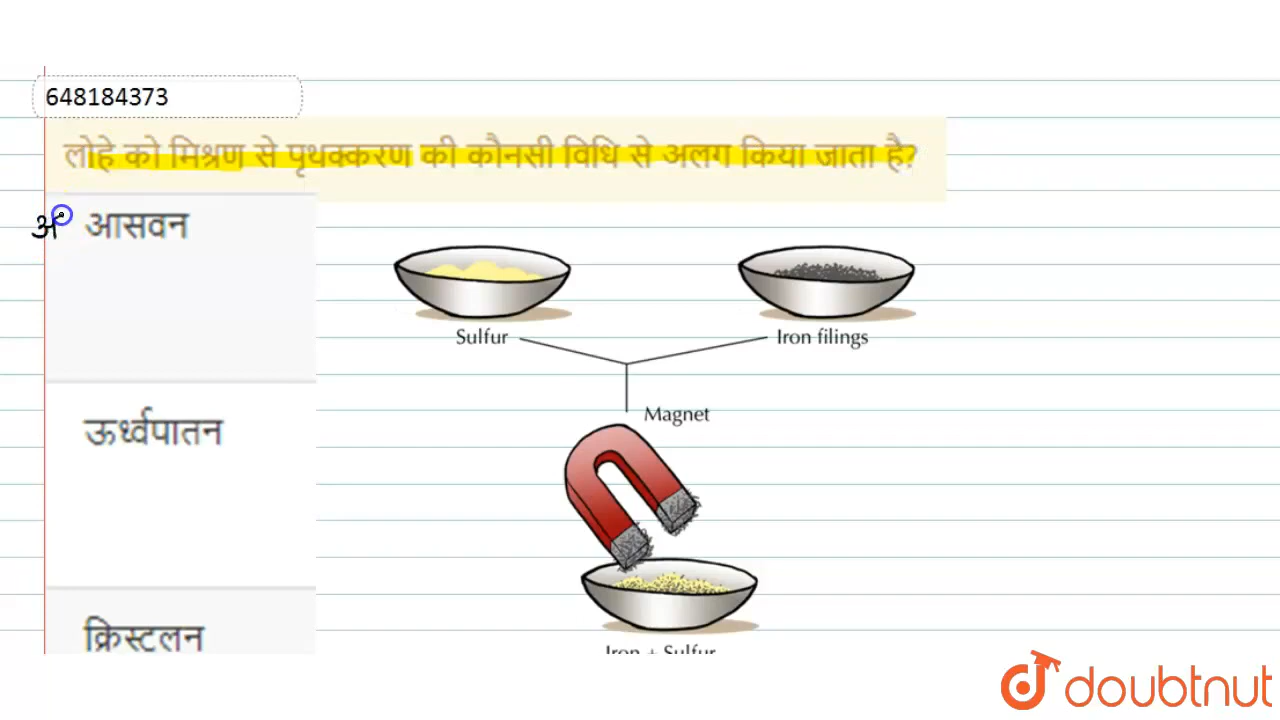 648184373
लोहे को मिश्रण से पृथक्करण की कौनसी विधि से अलग किया जाता है?
अ
आसवन
Sulfur
Iron filings
Magnet
ऊर्ध्वपातन
क्रिस्टलन
Iron + Sulfur
doubtnut